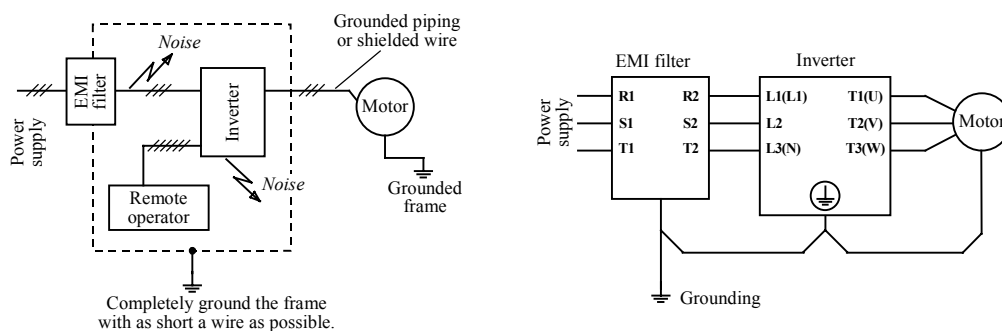 Grounded piping
or shielded wire
Noise
EMI
filter
Inverter
Motor
Power
supply
Noise
Remote
operator
Grounded
frame
Completely ground the frame
with as short a wire as possible.
EMI filter
Inverter
R1 R2 L1(L1) T1(U)
S1 S2 L2 T2(V)
T1 T2 L3(N) T3(W)
Power
supply
Motor
Grounding